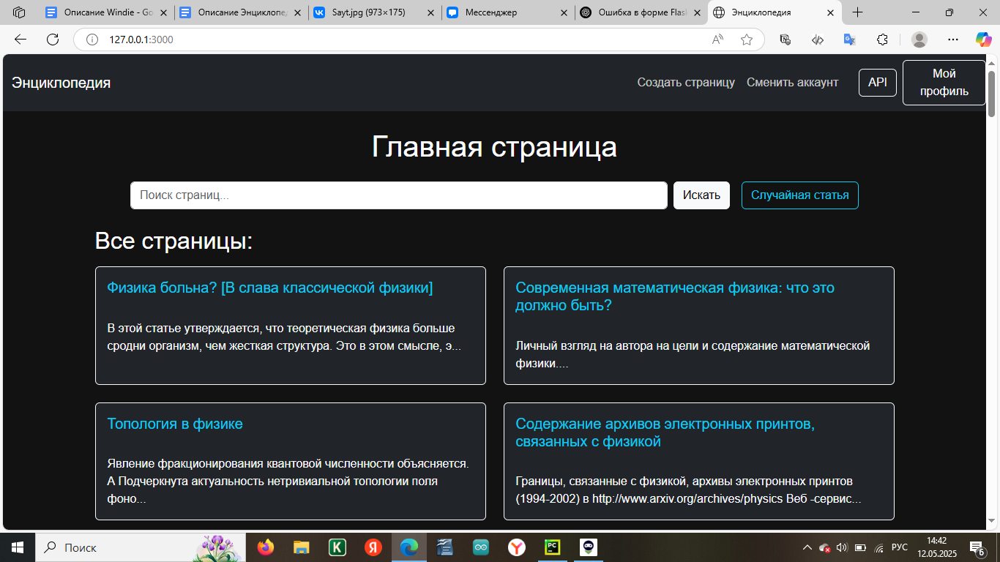 Описание Windie - Go
Описание Энциклопед
Sayt.jpg (973×175)
Мессенджер
Ошибка в форме Flask
Энциклопедия
127.0.0.1:3000
Энциклопедия
Создать страницу
Сменить аккаунт
API
Мой
профиль
Главная страница
Поиск страниц...
Искать
Случайная статья
Все страницы:
Физика больна? [В слава классической физики]
В этой статье утверждается, что теоретическая физика больше
сродни организм, чем жесткая структура. Это в этом смысле, э...
Современная математическая физика: что это
должно быть?
Личный взгляд на автора на цели и содержание математической
физики....
Топология в физике
Явление фракционирования квантовой численности объясняется.
А Подчеркнута актуальность нетривиальной топологии поля
фоно...
Содержание архивов электронных принтов,
связанных с физикой
Границы, связанные с физикой, архивы электронных принтов
(1994-2002) в http://www.arxiv.org/archives/physics Веб -сервис...
Поиск
K
Я
Y
PC
РУС
14:42
12.05.2025
6